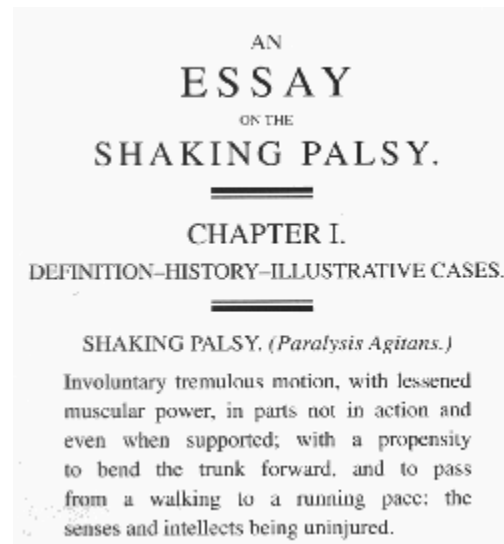 AN
ESSAY
ON THE
SHAKING PALSY.
CHAPTER I.
DEFINITION–HISTORY–ILLUSTRATIVE CASES.
SHAKING PALSY. (Paralysis Agitans.)
Involuntary tremulous motion, with lessened
muscular power, in parts not in action and
even when supported; with a propensity
to bend the trunk forward, and to pass
from a walking to a running pace: the
senses and intellects being uninjured.